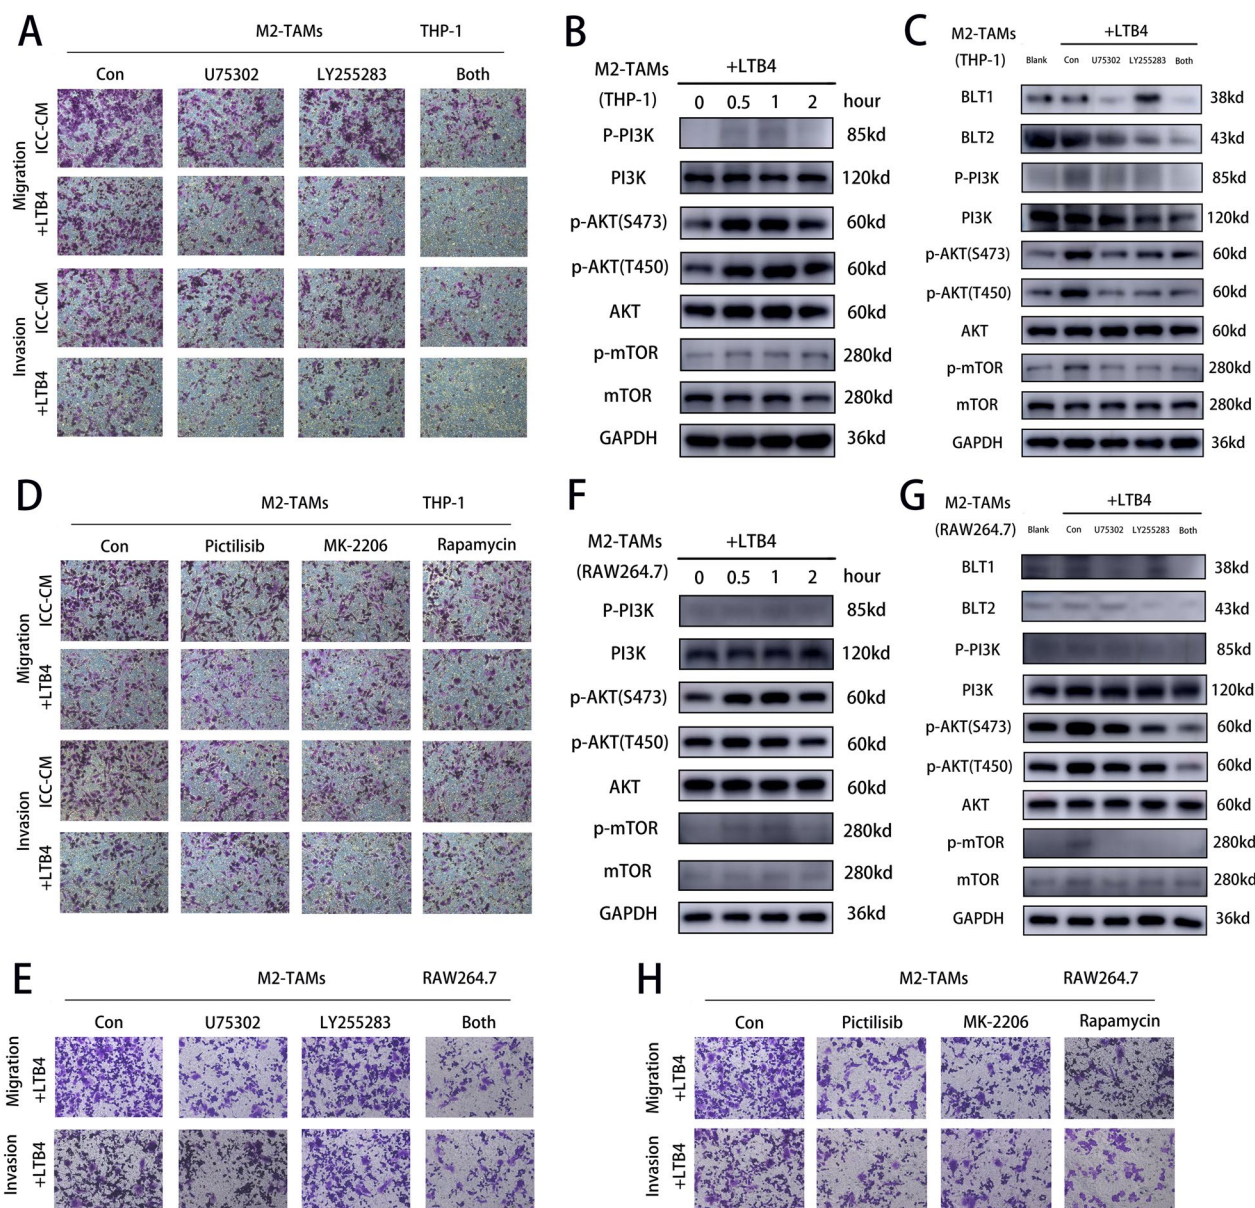 A
M2-TAMs THP-1
Con U75302 LY255283 Both
Migration
ICC-CM
+LTB4
Invasion
ICC-CM
+LTB4
B
M2-TAMs +LTB4
(THP-1) 0 0.5 1 2 hour
P-PI3K 85kd
PI3K 120kd
p-AKT(S473) 60kd
p-AKT(T450) 60kd
AKT 60kd
p-mTOR 280kd
mTOR 280kd
GAPDH 36kd
C
M2-TAMs +LTB4
(THP-1) Blank Con U75302 LY255283 Both
BLT1 38kd
BLT2 43kd
P-PI3K 85kd
PI3K 120kd
p-AKT(S473) 60kd
p-AKT(T450) 60kd
AKT 60kd
p-mTOR 280kd
mTOR 280kd
GAPDH 36kd
D
M2-TAMs THP-1
Con Pictilisib MK-2206 Rapamycin
Migration
ICC-CM
+LTB4
Invasion
ICC-CM
+LTB4
F
M2-TAMs +LTB4
(RAW264.7) 0 0.5 1 2 hour
P-PI3K 85kd
PI3K 120kd
p-AKT(S473) 60kd
p-AKT(T450) 60kd
AKT 60kd
p-mTOR 280kd
mTOR 280kd
GAPDH 36kd
G
M2-TAMs +LTB4
(RAW264.7) Blank Con U75302 LY255283 Both
BLT1 38kd
BLT2 43kd
P-PI3K 85kd
PI3K 120kd
p-AKT(S473) 60kd
p-AKT(T450) 60kd
AKT 60kd
p-mTOR 280kd
mTOR 280kd
GAPDH 36kd
E
M2-TAMs RAW264.7
Con U75302 LY255283 Both
Migration
+LTB4
Invasion
+LTB4
H
M2-TAMs RAW264.7
Con Pictilisib MK-2206 Rapamycin
Migration
+LTB4
Invasion
+LTB4